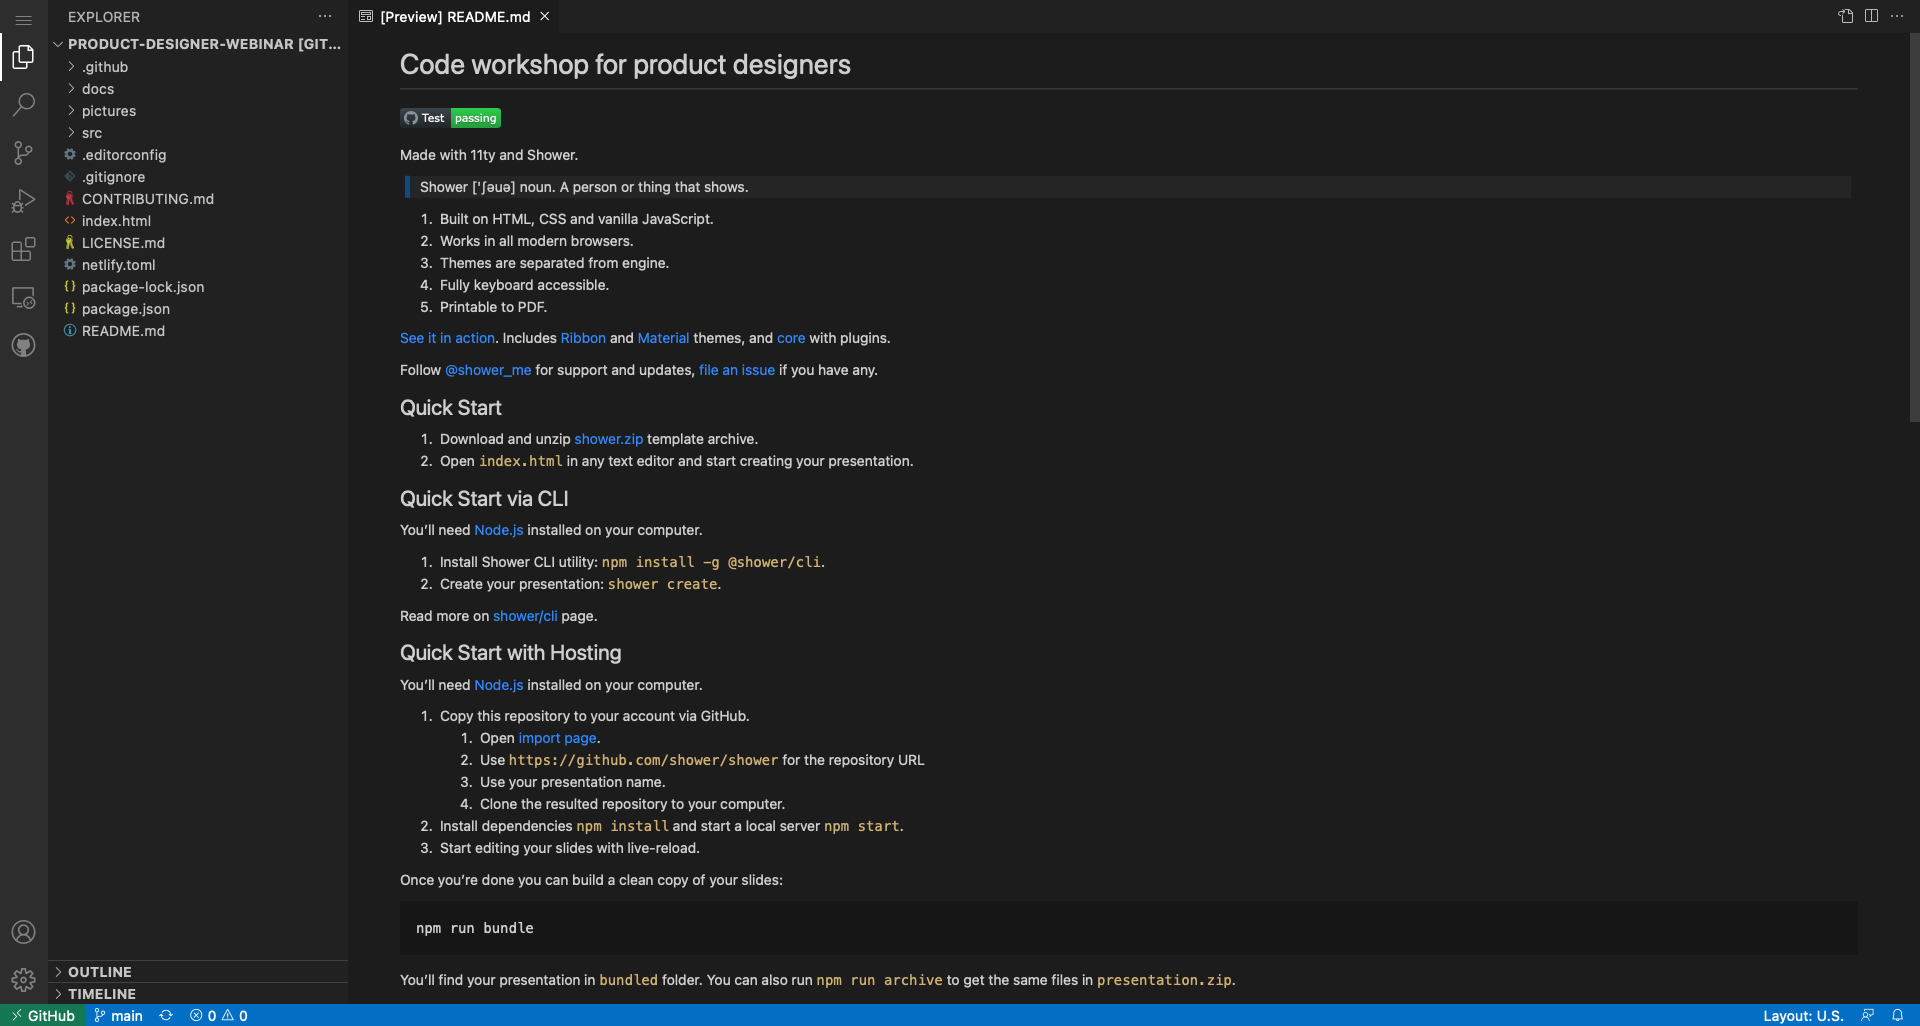 EXPLORER
PRODUCT-DESIGNER-WEBINAR [GIT...
.github
docs
pictures
src
.editorconfig
.gitignore
CONTRIBUTING.md
index.html
LICENSE.md
netlify.toml
package-lock.json
package.json
README.md
OUTLINE
TIMELINE
[Preview] README.md
Code workshop for product designers
Test passing
Made with 11ty and Shower.
Shower ['ʃəuə] noun. A person or thing that shows.
1. Built on HTML, CSS and vanilla JavaScript.
2. Works in all modern browsers.
3. Themes are separated from engine.
4. Fully keyboard accessible.
5. Printable to PDF.
See it in action. Includes Ribbon and Material themes, and core with plugins.
Follow @shower_me for support and updates, file an issue if you have any.
Quick Start
1. Download and unzip shower.zip template archive.
2. Open index.html in any text editor and start creating your presentation.
Quick Start via CLI
You’ll need Node.js installed on your computer.
1. Install Shower CLI utility: npm install -g @shower/cli.
2. Create your presentation: shower create.
Read more on shower/cli page.
Quick Start with Hosting
You’ll need Node.js installed on your computer.
1. Copy this repository to your account via GitHub.
1. Open import page.
2. Use https://github.com/shower/shower for the repository URL
3. Use your presentation name.
4. Clone the resulted repository to your computer.
2. Install dependencies npm install and start a local server npm start.
3. Start editing your slides with live-reload.
Once you’re done you can build a clean copy of your slides:
npm run bundle
You’ll find your presentation in bundled folder. You can also run npm run archive to get the same files in presentation.zip.
GitHub main 0 0 Layout: U.S.